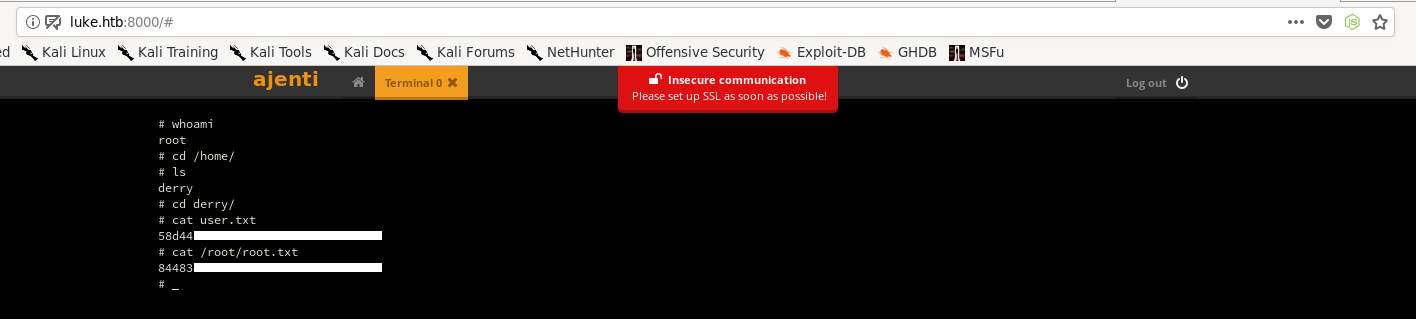 luke.htb:8000/#
ed Kali Linux Kali Training Kali Tools Kali Docs Kali Forums NetHunter Offensive Security Exploit-DB GHDB MSFu
ajenti Terminal 0 Insecure communication Log out
Please set up SSL as soon as possible!
# whoami
root
# cd /home/
# ls
derry
# cd derry/
# cat user.txt
58d44
# cat /root/root.txt
84483
# _